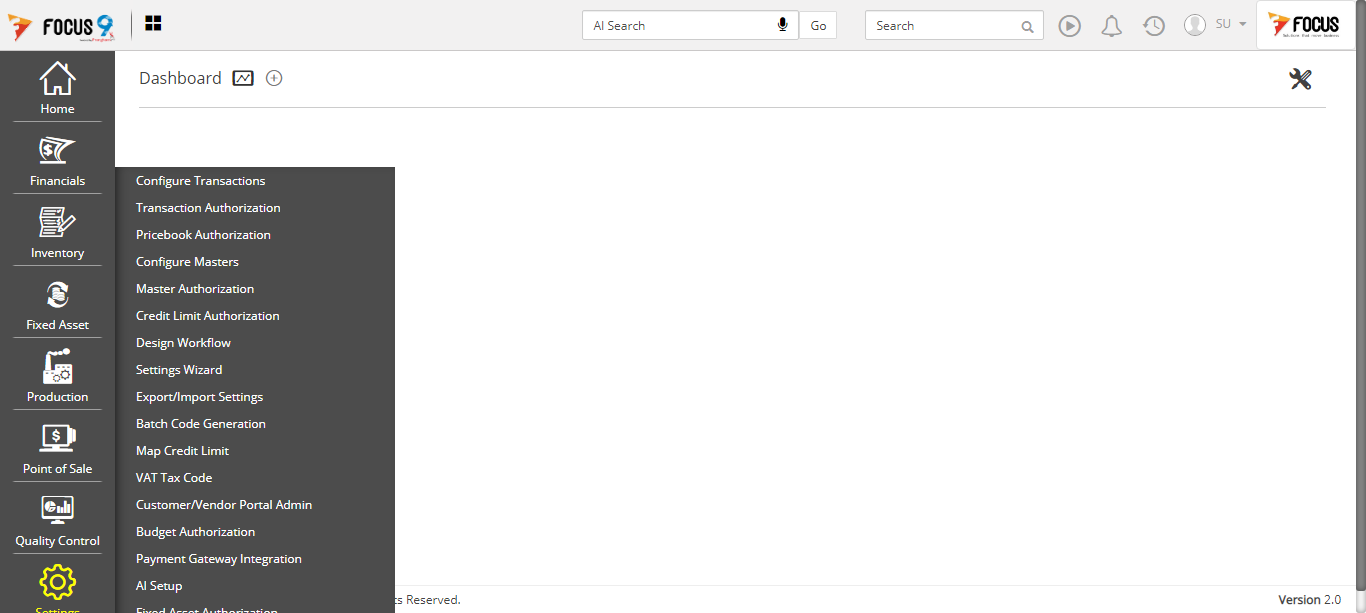 FOCUS 9
AI Search
Go
Search
SU
FOCUS
Dashboard
Home
Financials
Inventory
Fixed Asset
Production
Point of Sale
Quality Control
Settings
Configure Transactions
Transaction Authorization
Pricebook Authorization
Configure Masters
Master Authorization
Credit Limit Authorization
Design Workflow
Settings Wizard
Export/Import Settings
Batch Code Generation
Map Credit Limit
VAT Tax Code
Customer/Vendor Portal Admin
Budget Authorization
Payment Gateway Integration
AI Setup
Fixed Asset Authorization
ts Reserved.
Version 2.0